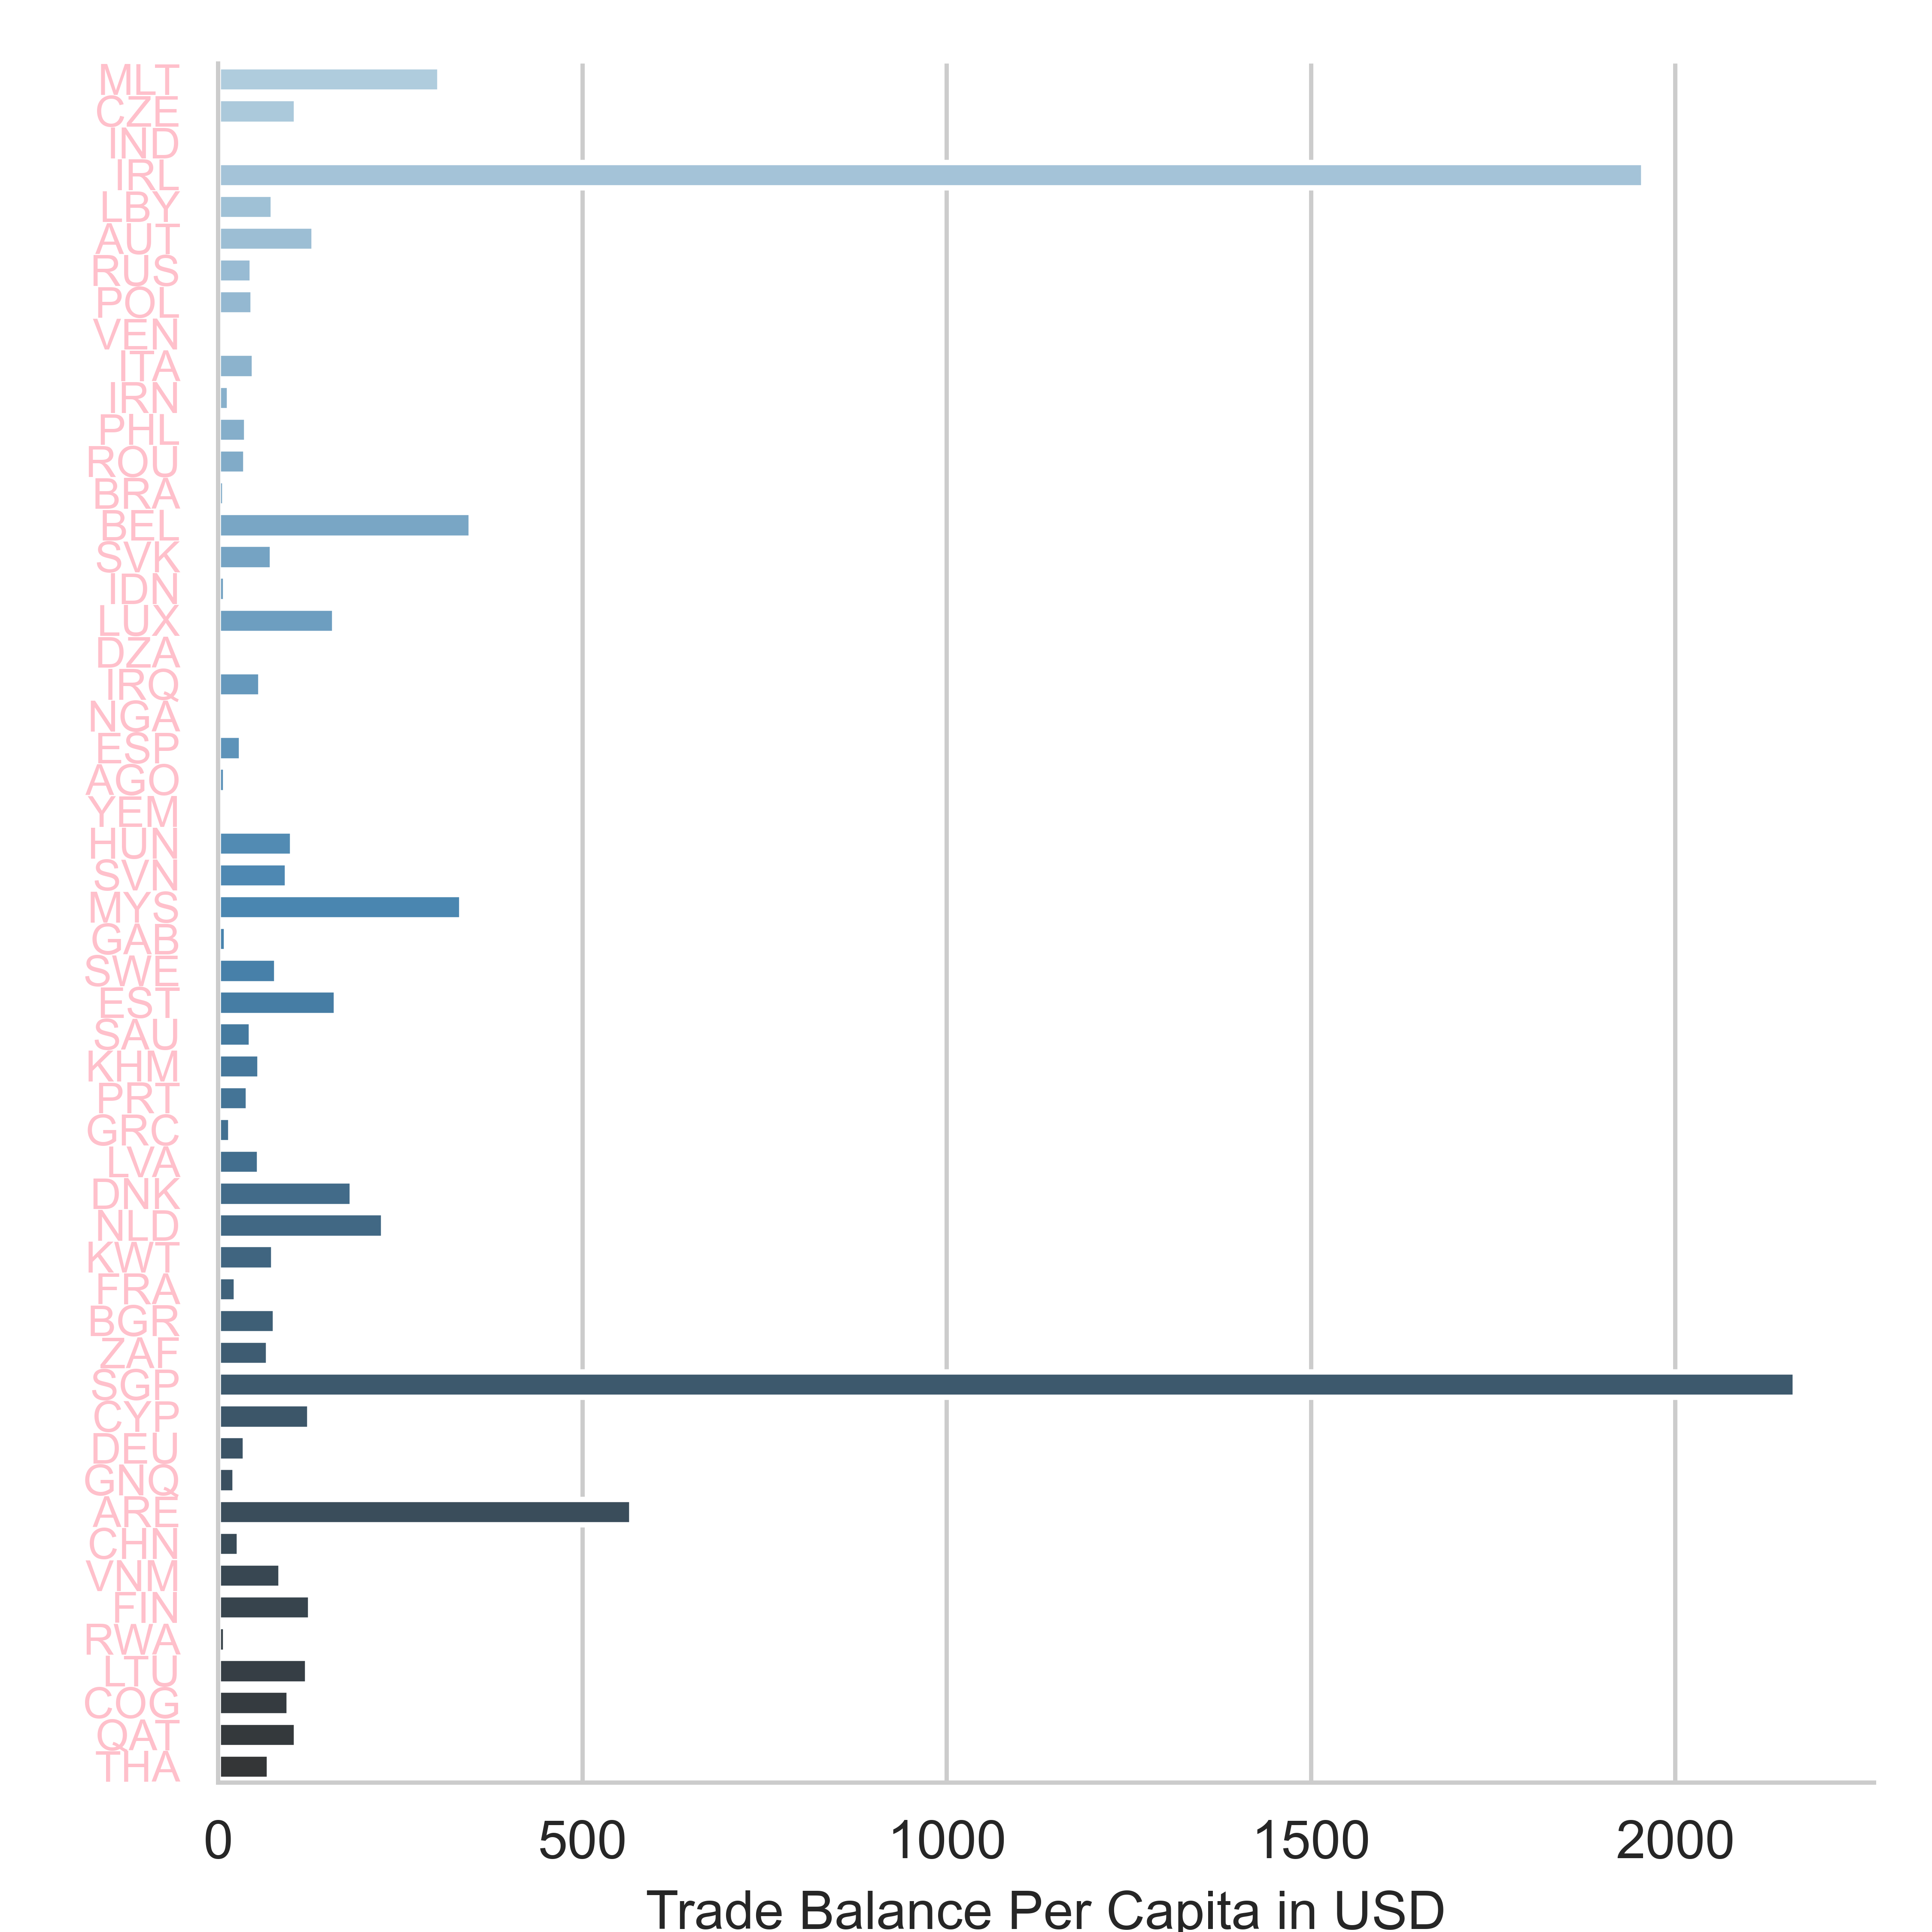 MLT
CZE
IND
IRL
LBY
AUT
RUS
POL
VEN
ITA
IRN
PHL
ROU
BRA
BEL
SVK
IDN
LUX
DZA
IRQ
NGA
ESP
AGO
YEM
HUN
SVN
MYS
GAB
SWE
EST
SAU
KHM
PRT
GRC
LVA
DNK
NLD
KWT
FRA
BGR
ZAF
SGP
CYP
DEU
GNQ
ARE
CHN
VNM
FIN
RWA
LTU
COG
QAT
THA
0 500 1000 1500 2000
Trade Balance Per Capita in USD